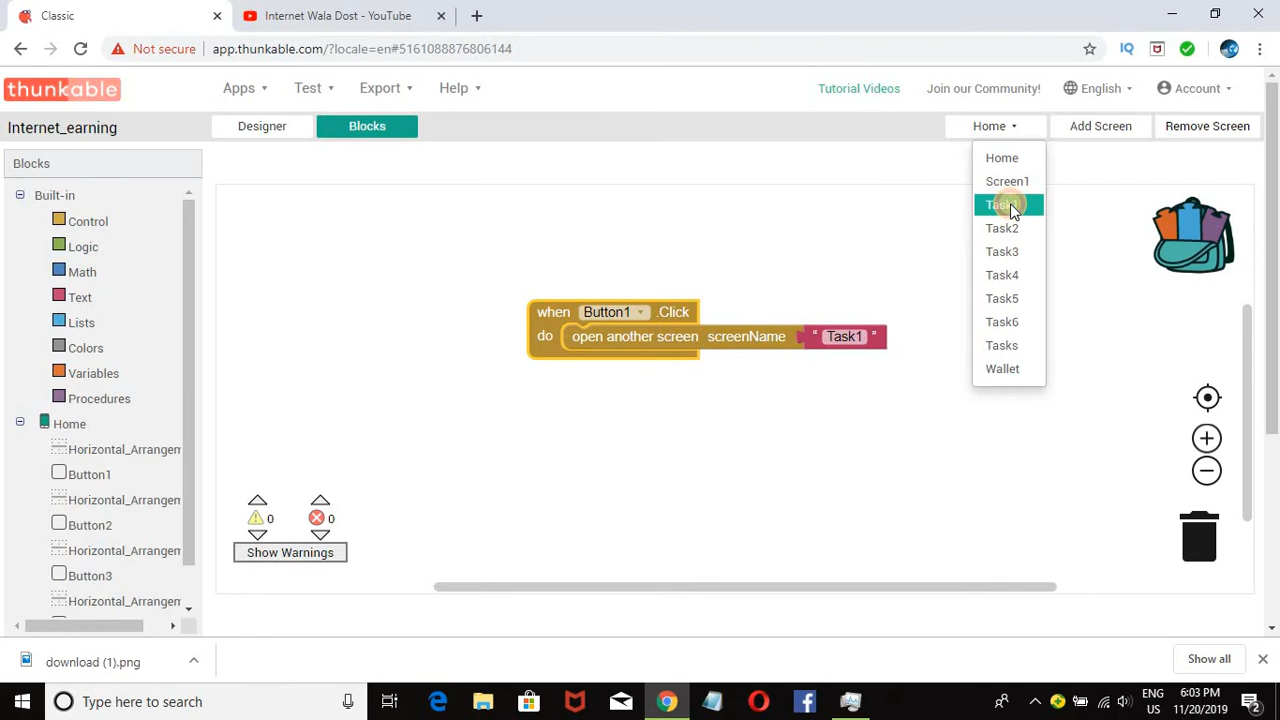 Classic
Internet Wala Dost - YouTube
Not secure
app.thunkable.com/?locale=en#5161088876806144
IQ
thunkable
Apps
Test
Export
Help
Tutorial Videos
Join our Community!
English
Account
Internet_earning
Designer
Blocks
Home
Add Screen
Remove Screen
Blocks
Built-in
Control
Logic
Math
Text
Lists
Colors
Variables
Procedures
Home
Horizontal_Arrangem
Button1
Horizontal_Arrangem
Button2
Horizontal_Arrangem
Button3
Horizontal_Arrangem
Home
Screen1
Task1
Task2
Task3
Task4
Task5
Task6
Tasks
Wallet
when Button1 .Click
do open another screen screenName “ Task1 ”
0 0
Show Warnings
download (1).png
Show all
Type here to search
ENG
US
6:03 PM
11/20/2019
2